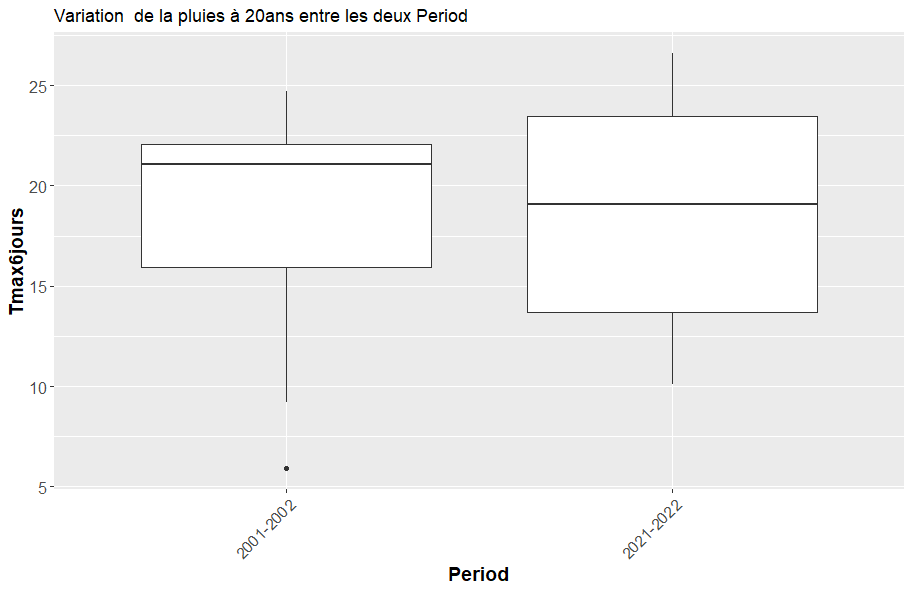 Variation  de la pluies à 20ans entre les deux Period
Tmax6jours
25
20
15
10
5
2001-2002
2021-2022
Period